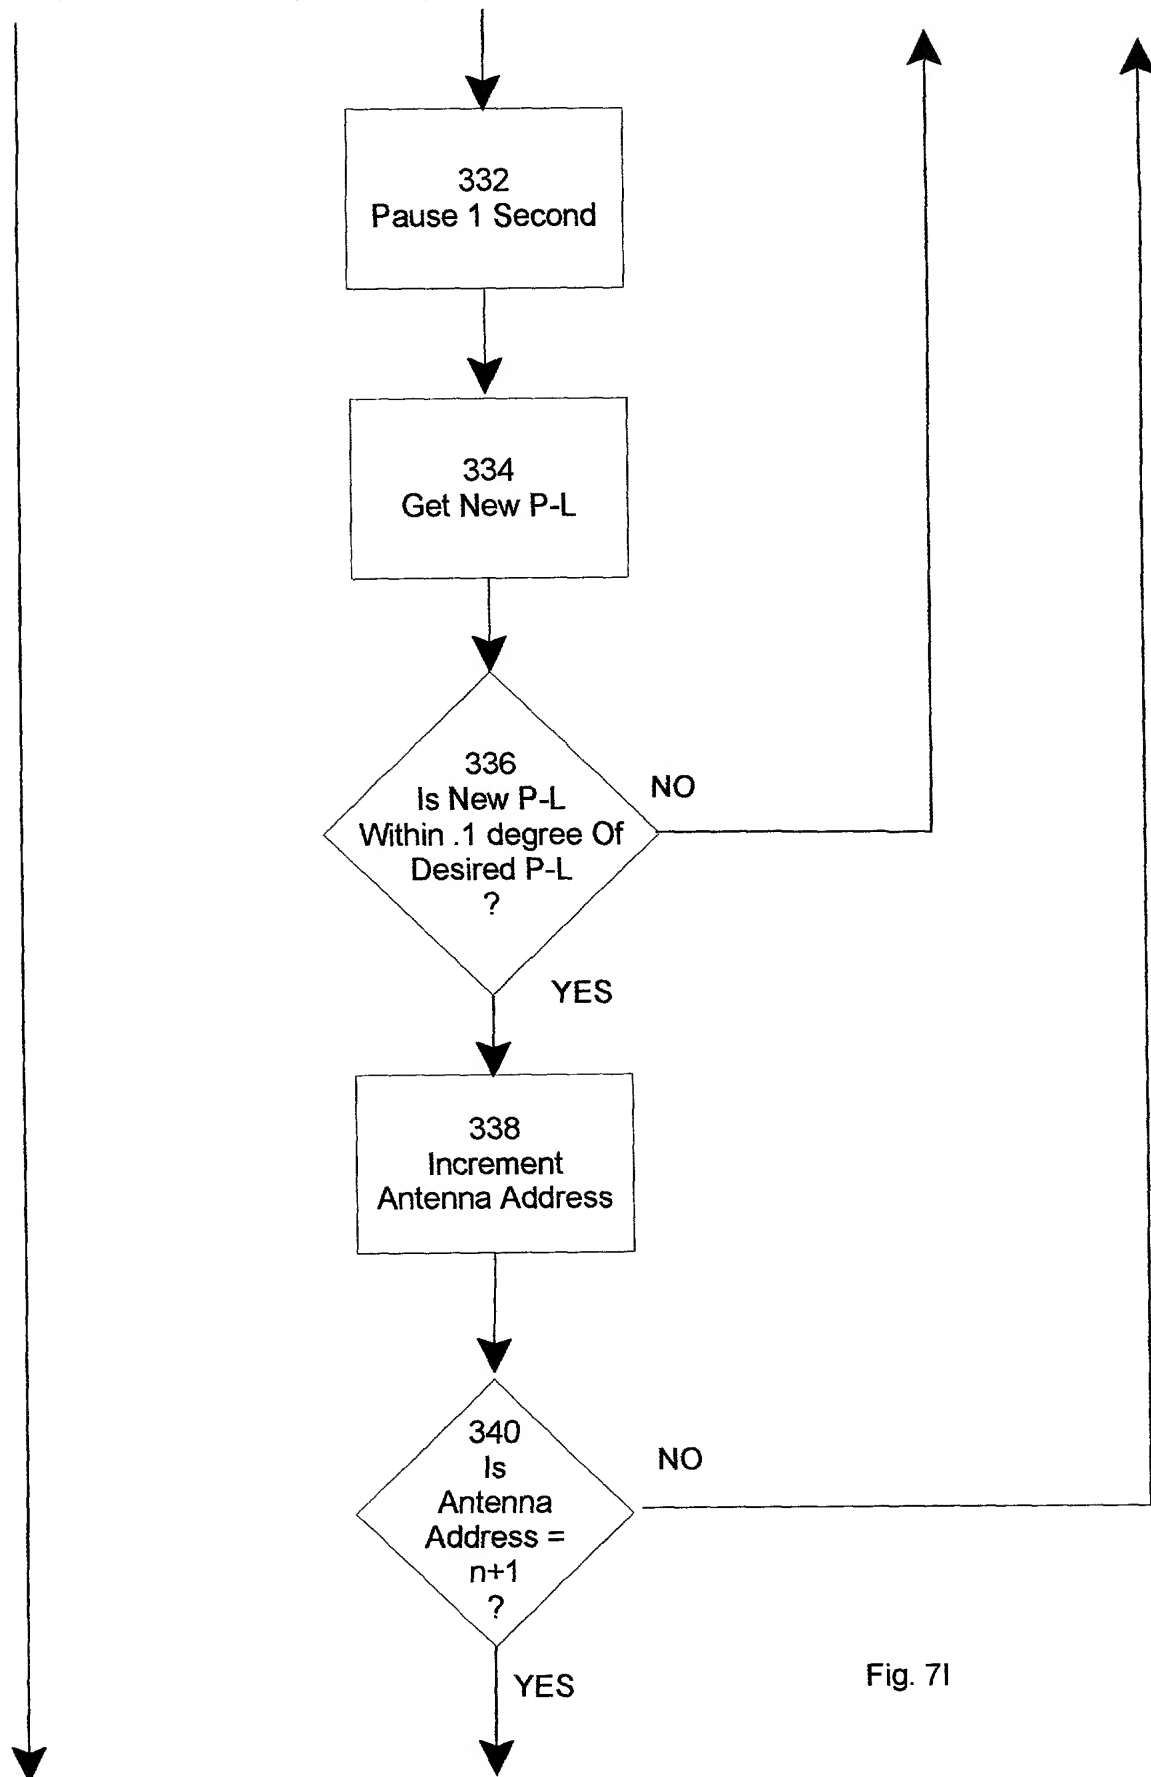 332
Pause 1 Second
334
Get New P-L
336
Is New P-L
Within .1 degree Of
Desired P-L
?
NO
YES
338
Increment
Antenna Address
340
Is
Antenna
Address =
n+1
?
NO
YES
Fig. 7I